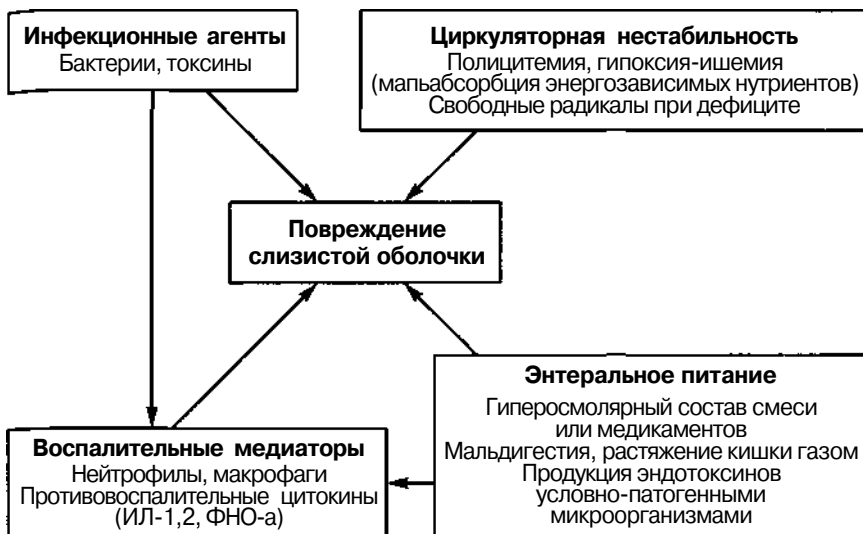 Инфекционные агенты
Бактерии, токсины
Циркуляторная нестабильность
Полицитемия, гипоксия-ишемия
(мапьабсорбция энергозависимых нутриентов)
Свободные радикалы при дефиците
Повреждение
слизистой оболочки
Воспалительные медиаторы
Нейтрофилы, макрофаги
Противовоспалительные цитокины
(ИЛ-1,2, ФНО-а)
Энтеральное питание
Гиперосмолярный состав смеси
или медикаментов
Мальдигестия, растяжение кишки газом
Продукция эндотоксинов
условно-патогенными
микроорганизмами